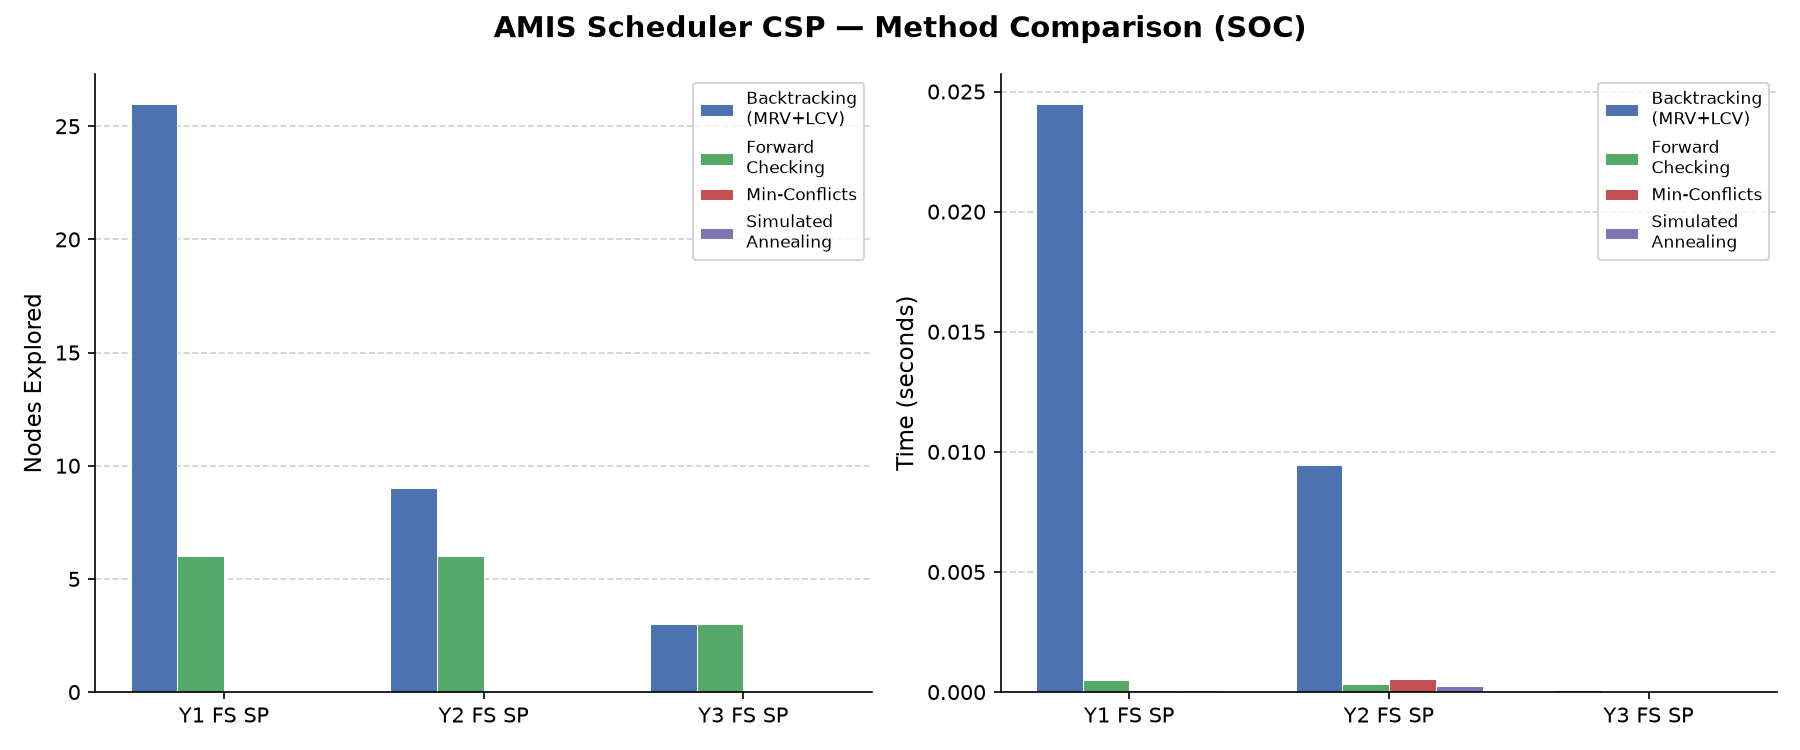 AMIS Scheduler CSP — Method Comparison (SOC)
Nodes Explored
25
20
15
10
5
0
Y1 FS SP
Y2 FS SP
Y3 FS SP
Backtracking
(MRV+LCV)
Forward
Checking
Min-Conflicts
Simulated
Annealing
Time (seconds)
0.025
0.020
0.015
0.010
0.005
0.000
Y1 FS SP
Y2 FS SP
Y3 FS SP
Backtracking
(MRV+LCV)
Forward
Checking
Min-Conflicts
Simulated
Annealing